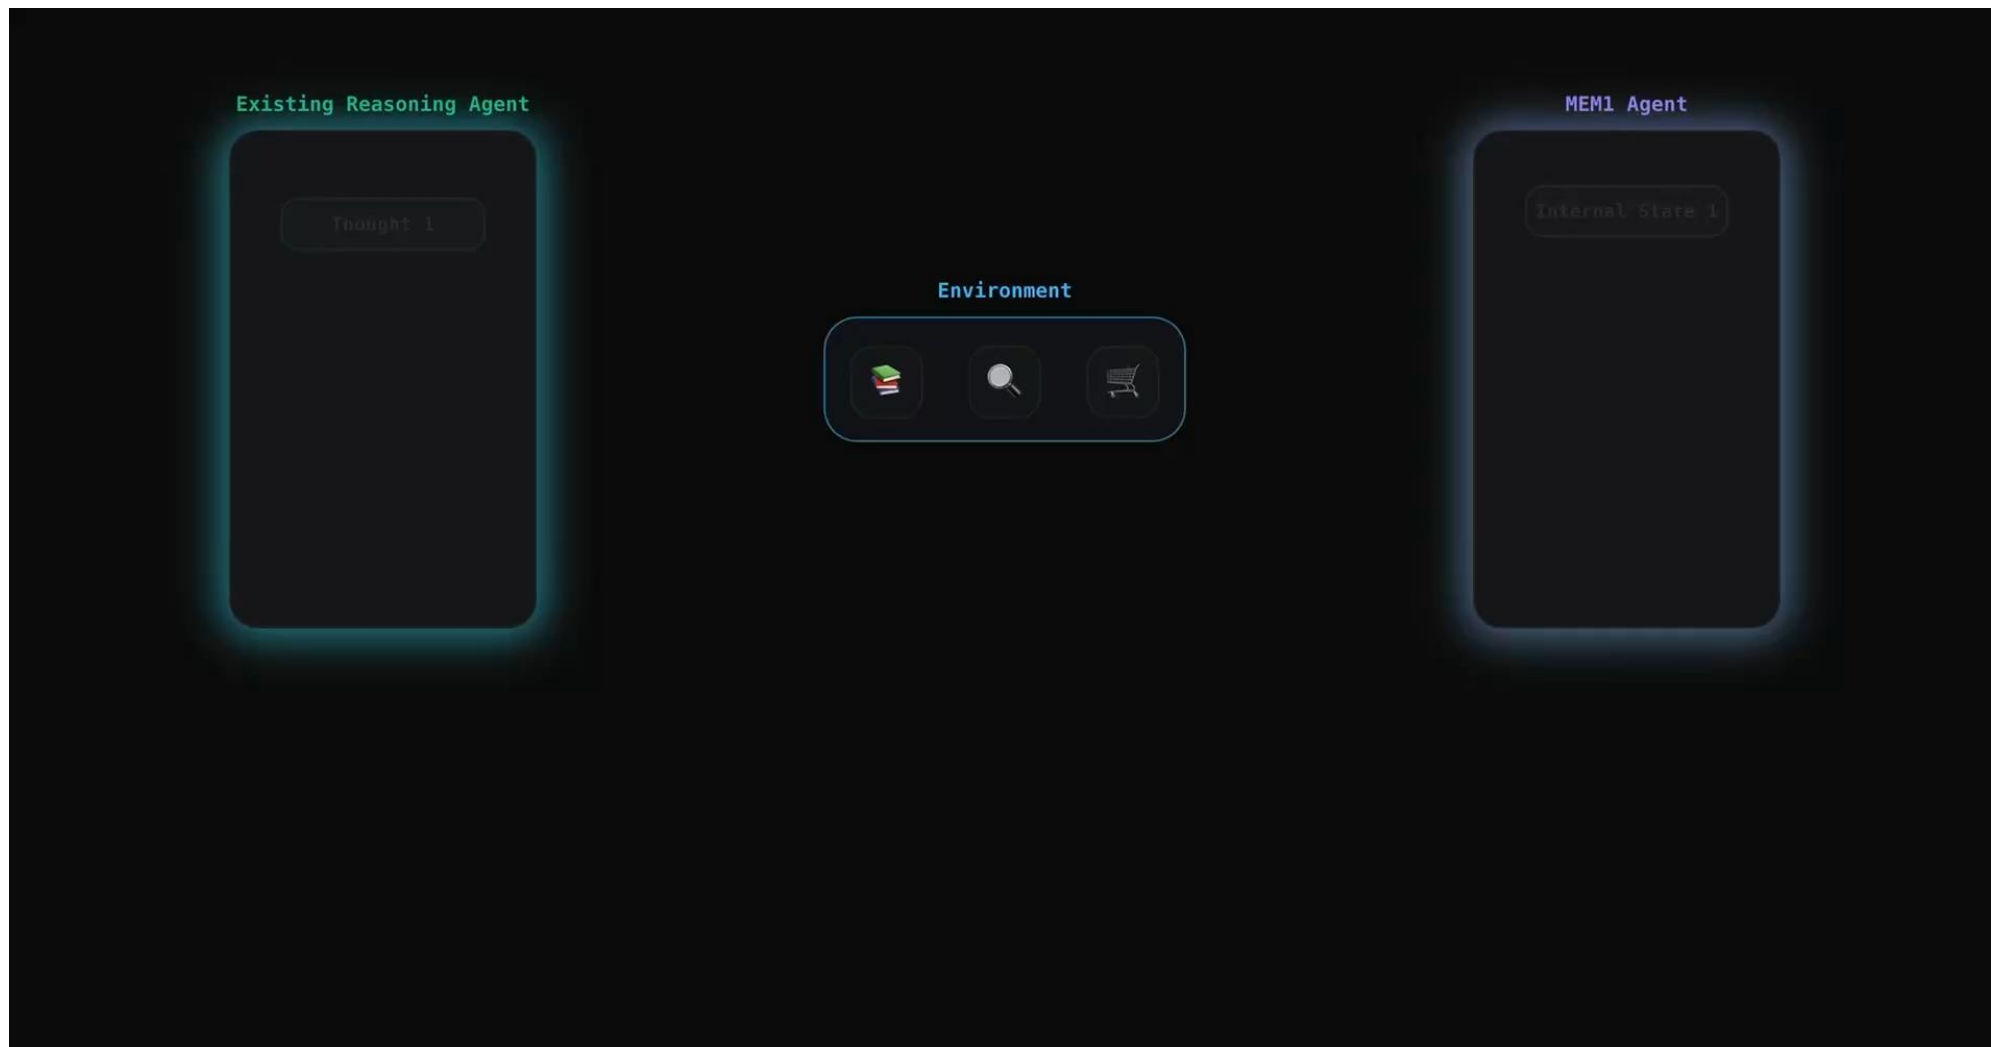 Existing Reasoning Agent
MEM1 Agent
Thought 1
Internal State 1
Environment